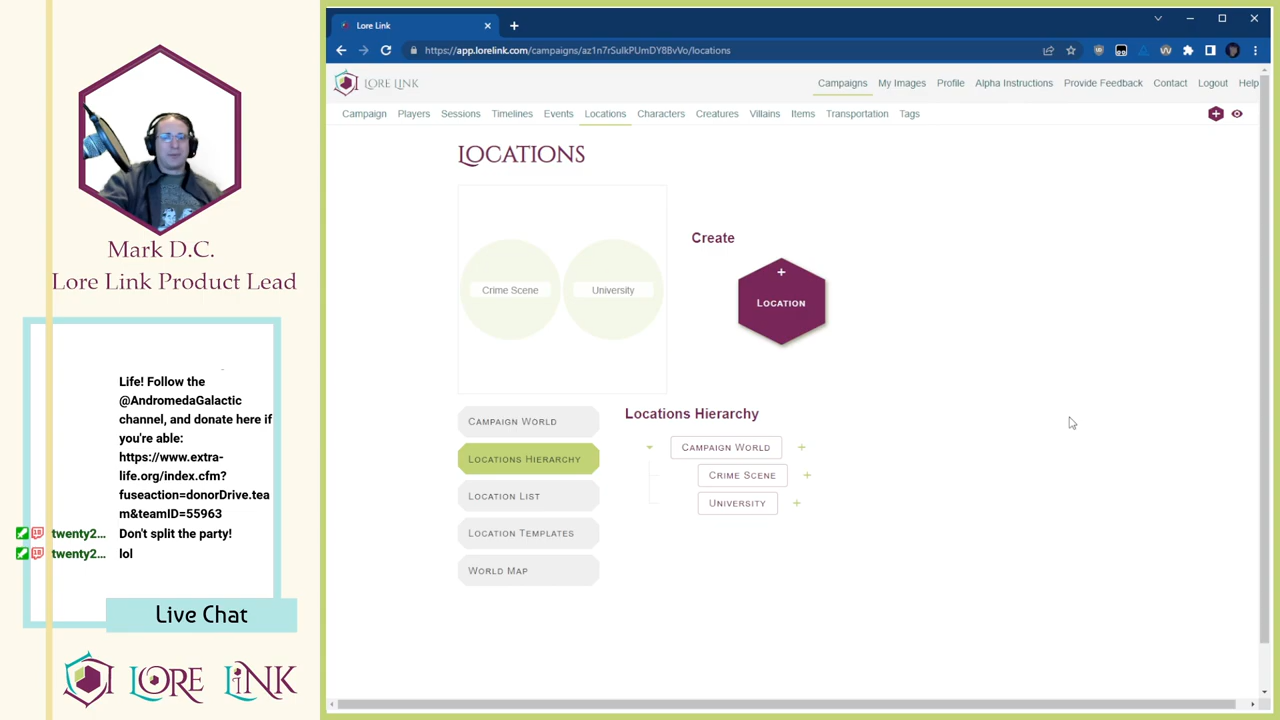 Mark D.C.
Lore Link Product Lead
Life! Follow the
@AndromedaGalactic
channel, and donate here if
you're able:
https://www.extra-
life.org/index.cfm?
fuseaction=donorDrive.tea
m&teamID=55963
twenty2... Don't split the party!
twenty2... lol
Live Chat
LORE LINK
Lore Link
https://app.lorelink.com/campaigns/az1n7rSulkPUmDY8BvVo/locations
LORE LINK
Campaigns My Images Profile Alpha Instructions Provide Feedback Contact Logout Help
Campaign Players Sessions Timelines Events Locations Characters Creatures Villains Items Transportation Tags
LOCATIONS
Crime Scene University
Create
+
LOCATION
CAMPAIGN WORLD
LOCATIONS HIERARCHY
LOCATION LIST
LOCATION TEMPLATES
WORLD MAP
Locations Hierarchy
CAMPAIGN WORLD +
CRIME SCENE +
UNIVERSITY +